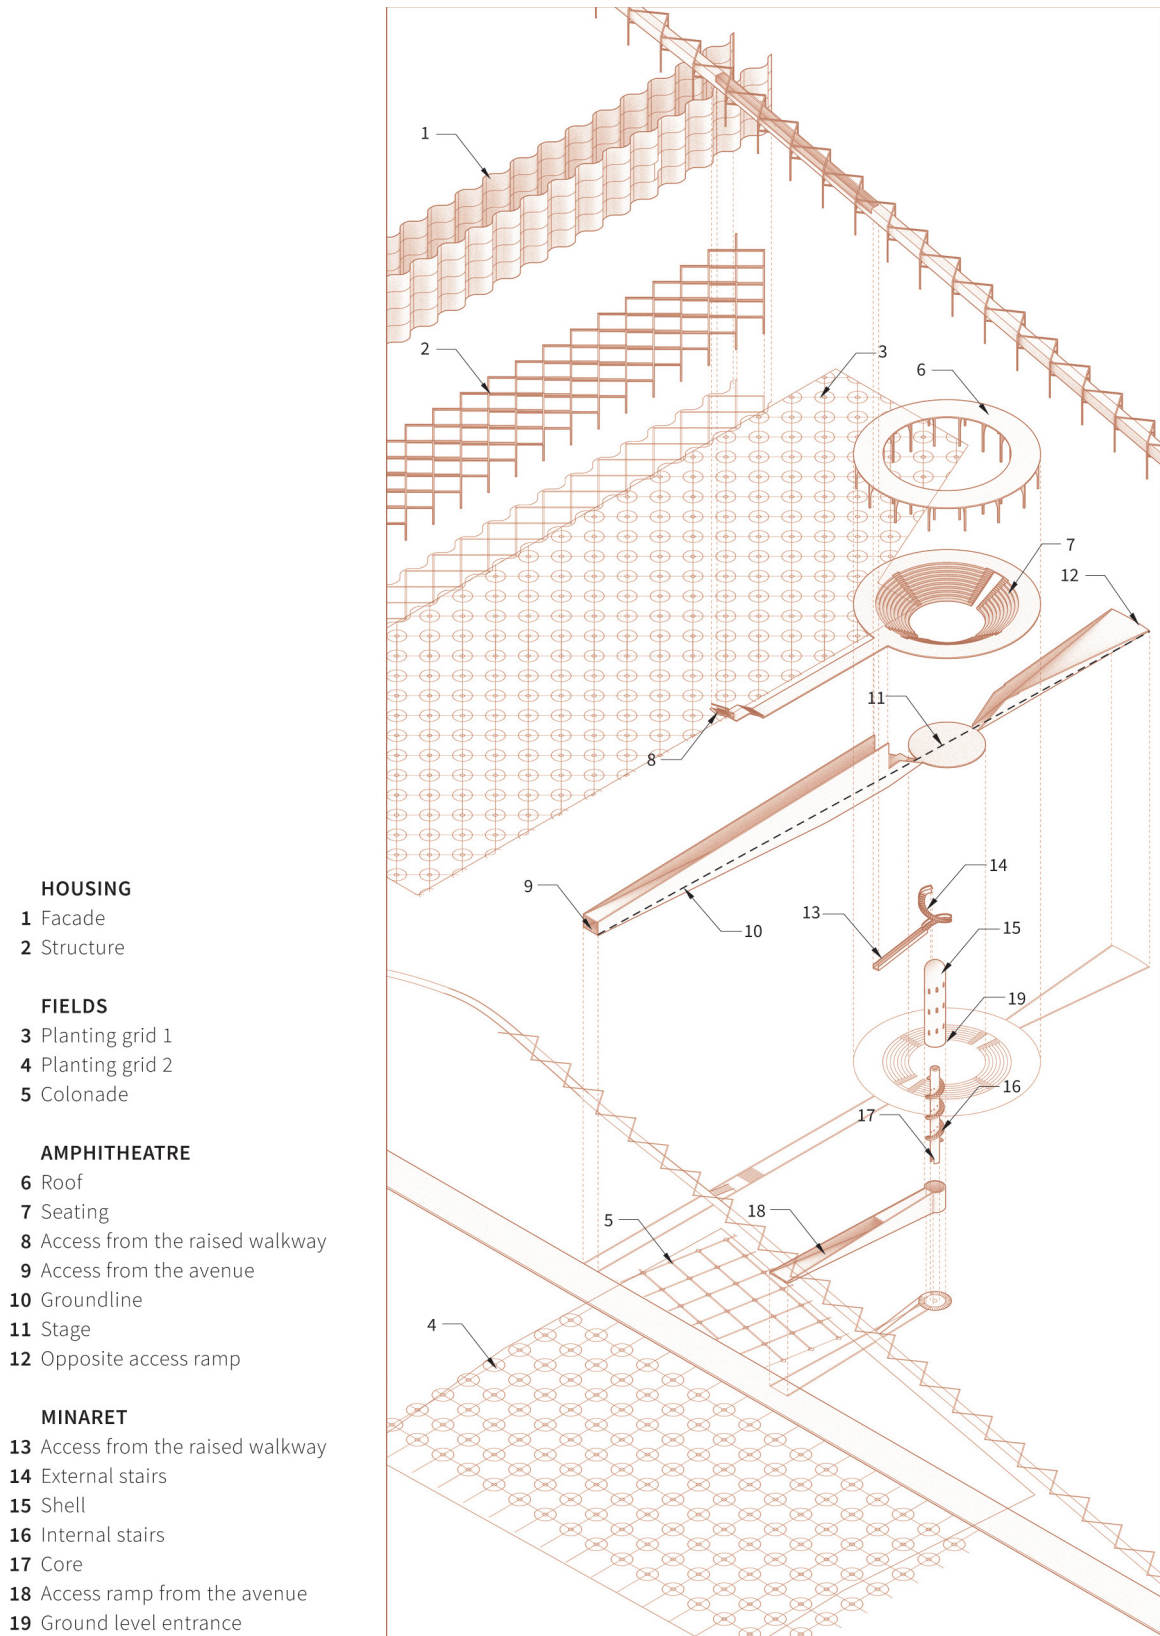 HOUSING
1 Facade
2 Structure
FIELDS
3 Planting grid 1
4 Planting grid 2
5 Colonade
AMPHITHEATRE
6 Roof
7 Seating
8 Access from the raised walkway
9 Access from the avenue
10 Groundline
11 Stage
12 Opposite access ramp
MINARET
13 Access from the raised walkway
14 External stairs
15 Shell
16 Internal stairs
17 Core
18 Access ramp from the avenue
19 Ground level entrance
1
2
3
6
7
12
11
8
9
10
14
13
15
19
16
17
5
18
4